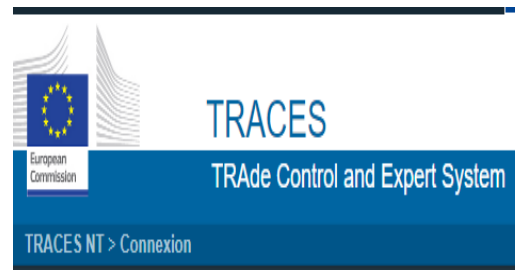 TRACES
European
Commission
TRAde Control and Expert System
TRACES NT > Connexion